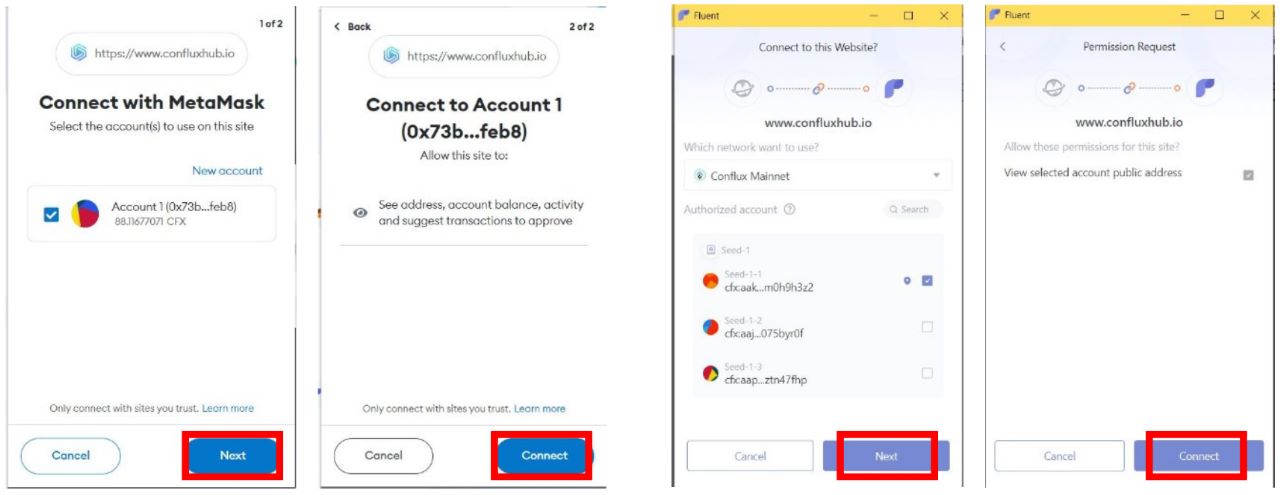 1 of 2
https://www.confluxhub.io
Connect with MetaMask
Select the account(s) to use on this site
New account
Account 1 (0x73b...feb8)
88.11677071 CFX
Only connect with sites you trust. Learn more
Cancel
Next
< Back
2 of 2
https://www.confluxhub.io
Connect to Account 1
(0x73b...feb8)
Allow this site to:
See address, account balance, activity
and suggest transactions to approve
Only connect with sites you trust. Learn more
Cancel
Connect
Fluent
Connect to this Website?
www.confluxhub.io
Which network want to use?
Conflux Mainnet
Authorized account
Search
Seed-1
Seed-1-1
cfx:aak...m0h9h3z2
Seed-1-2
cfx:aaj...075byr0f
Seed-1-3
cfx:aap...ztn47fhp
Cancel
Next
Fluent
Permission Request
www.confluxhub.io
Allow these permissions for this site?
View selected account public address
Cancel
Connect